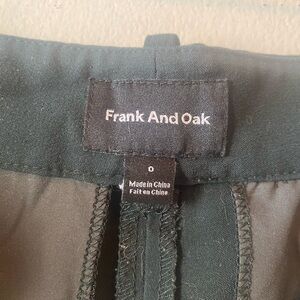 Frank And Oak
0
Made in China
Fait en Chine